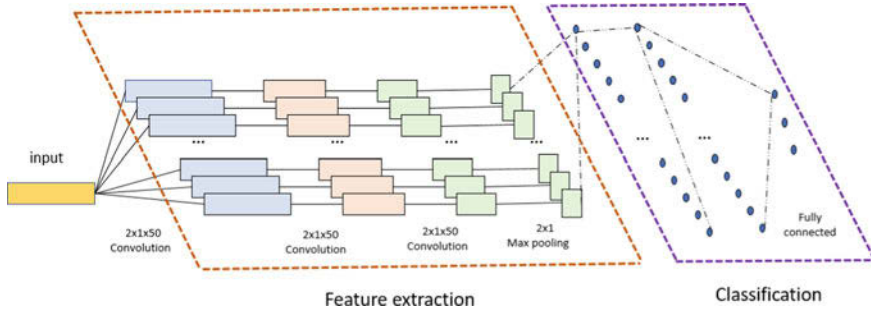 input
...
...
...
...
...
...
2x1x50
Convolution
2x1x50
Convolution
2x1x50
Convolution
2x1
Max pooling
Fully
connected
Feature extraction
Classification